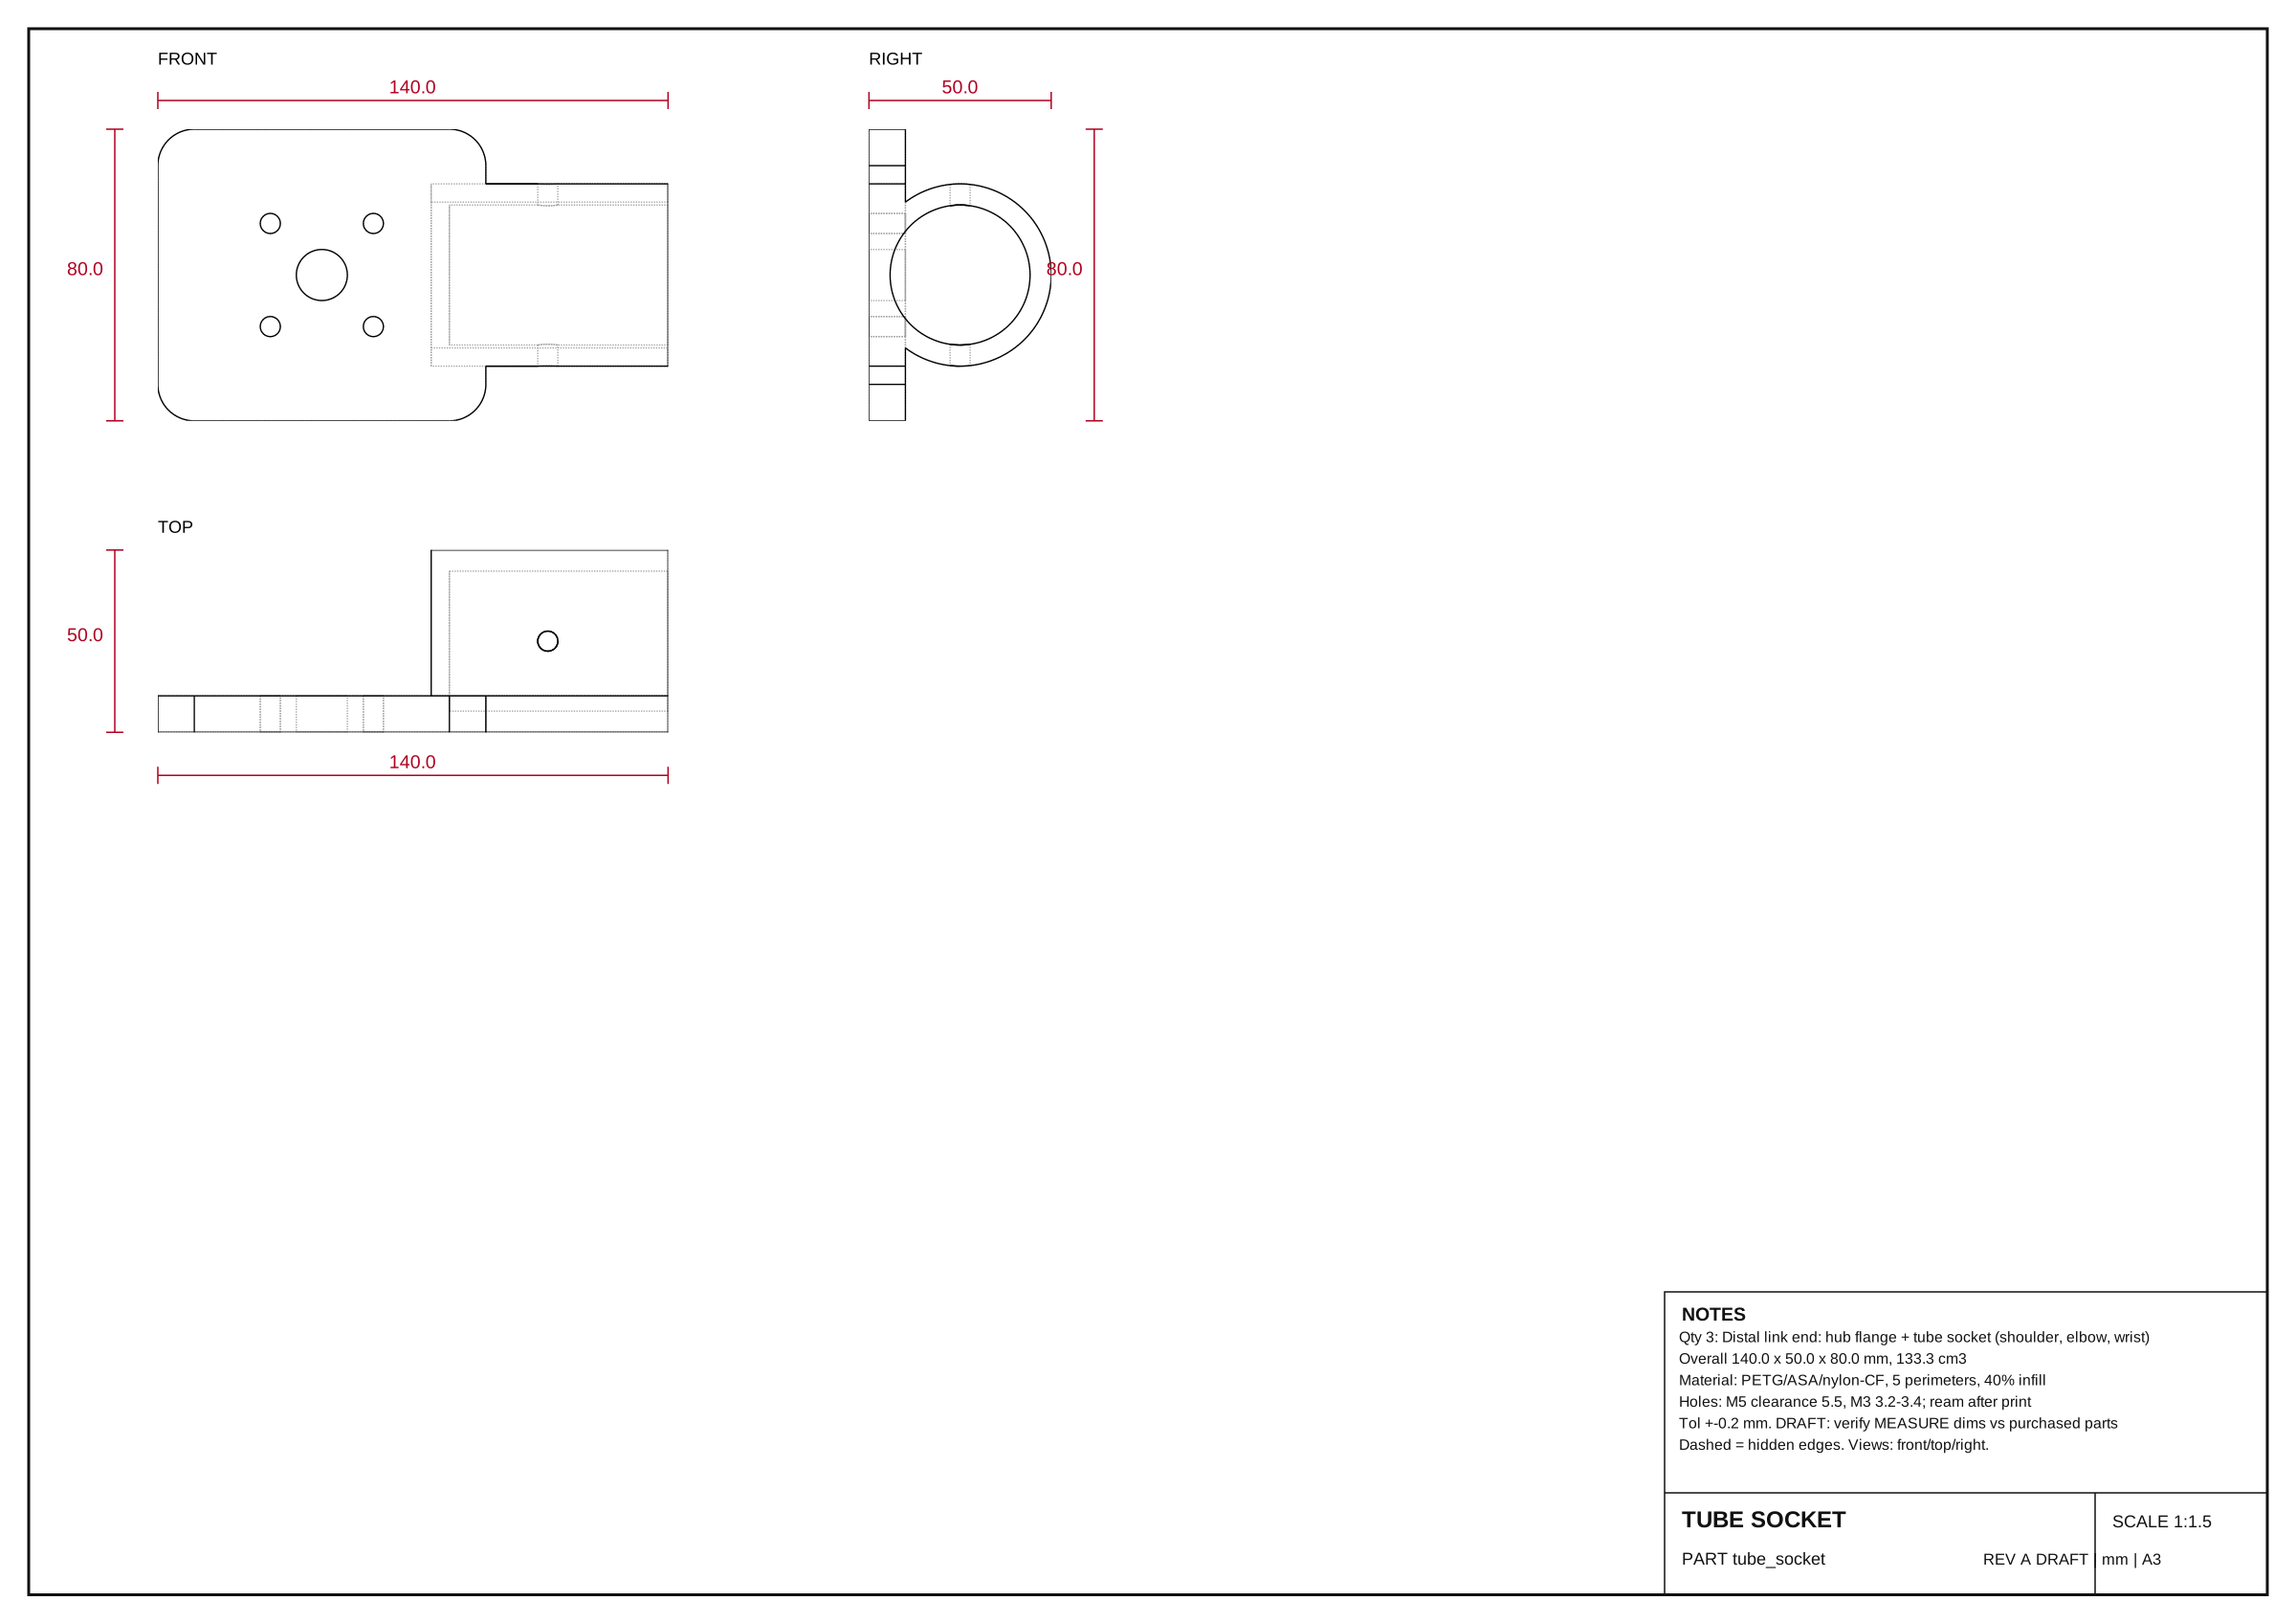 FRONT
RIGHT
140.0
50.0
80.0
80.0
TOP
50.0
140.0
NOTES
Qty 3: Distal link end: hub flange + tube socket (shoulder, elbow, wrist)
Overall 140.0 x 50.0 x 80.0 mm, 133.3 cm3
Material: PETG/ASA/nylon-CF, 5 perimeters, 40% infill
Holes: M5 clearance 5.5, M3 3.2-3.4; ream after print
Tol +-0.2 mm. DRAFT: verify MEASURE dims vs purchased parts
Dashed = hidden edges. Views: front/top/right.
TUBE SOCKET
SCALE 1:1.5
PART tube_socket
REV A DRAFT | mm | A3